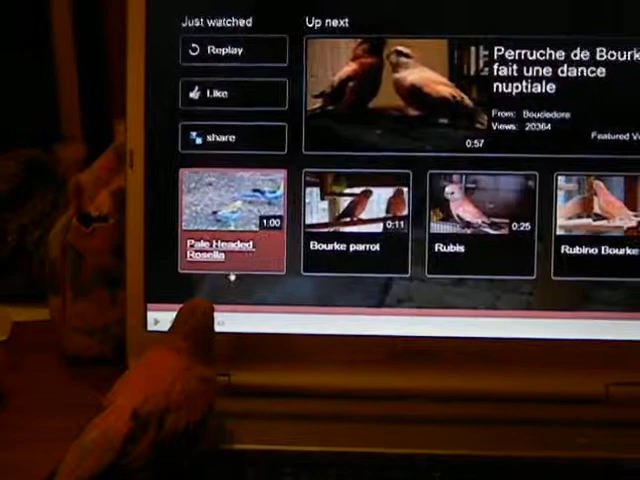 Just watched
Up next
Replay
Like
share
Perruche de Bourk
fait une dance
nuptiale
From: Bouciedore
Views: 20364
Featured V
0:57
1:00
Pale Headed
Rosella
0:11
Bourke parrot
0:25
Rubis
Rubino Bourke